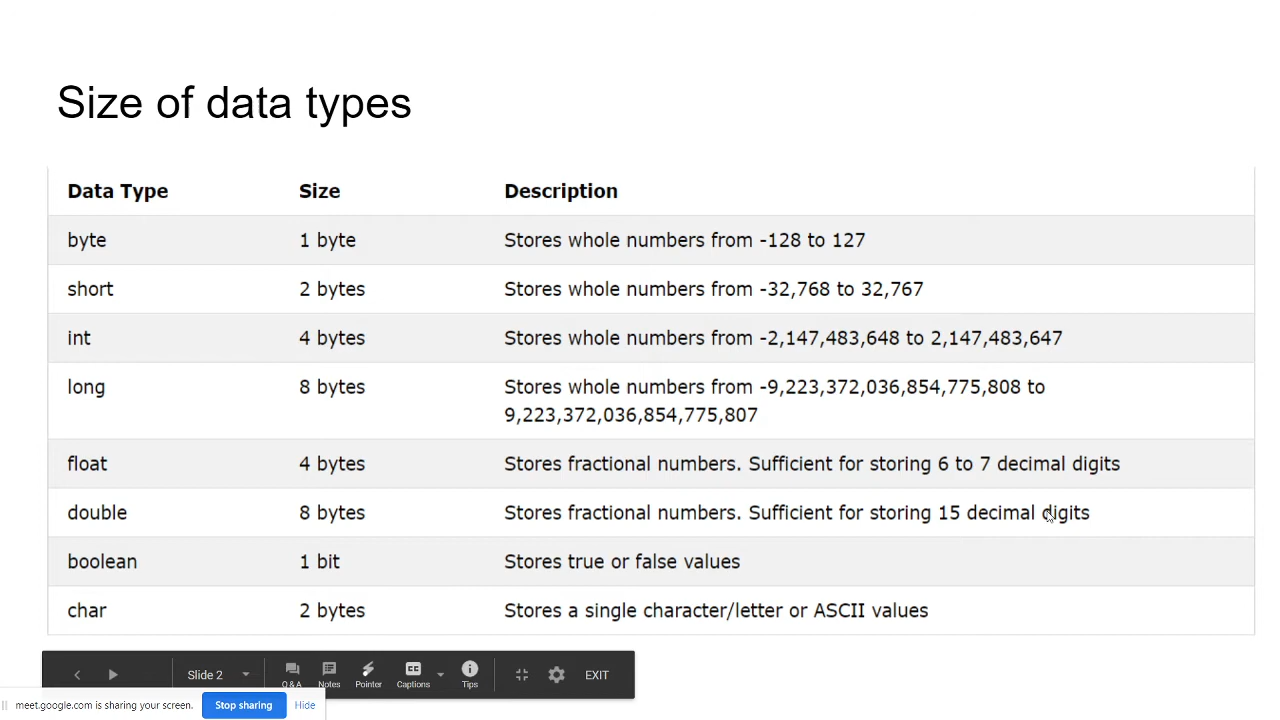 Size of data types
Data Type Size Description
byte 1 byte Stores whole numbers from -128 to 127
short 2 bytes Stores whole numbers from -32,768 to 32,767
int 4 bytes Stores whole numbers from -2,147,483,648 to 2,147,483,647
long 8 bytes Stores whole numbers from -9,223,372,036,854,775,808 to
9,223,372,036,854,775,807
float 4 bytes Stores fractional numbers. Sufficient for storing 6 to 7 decimal digits
double 8 bytes Stores fractional numbers. Sufficient for storing 15 decimal digits
boolean 1 bit Stores true or false values
char 2 bytes Stores a single character/letter or ASCII values
Slide 2 Q & A Notes Pointer CC Captions Tips EXIT
meet.google.com is sharing your screen. Stop sharing Hide